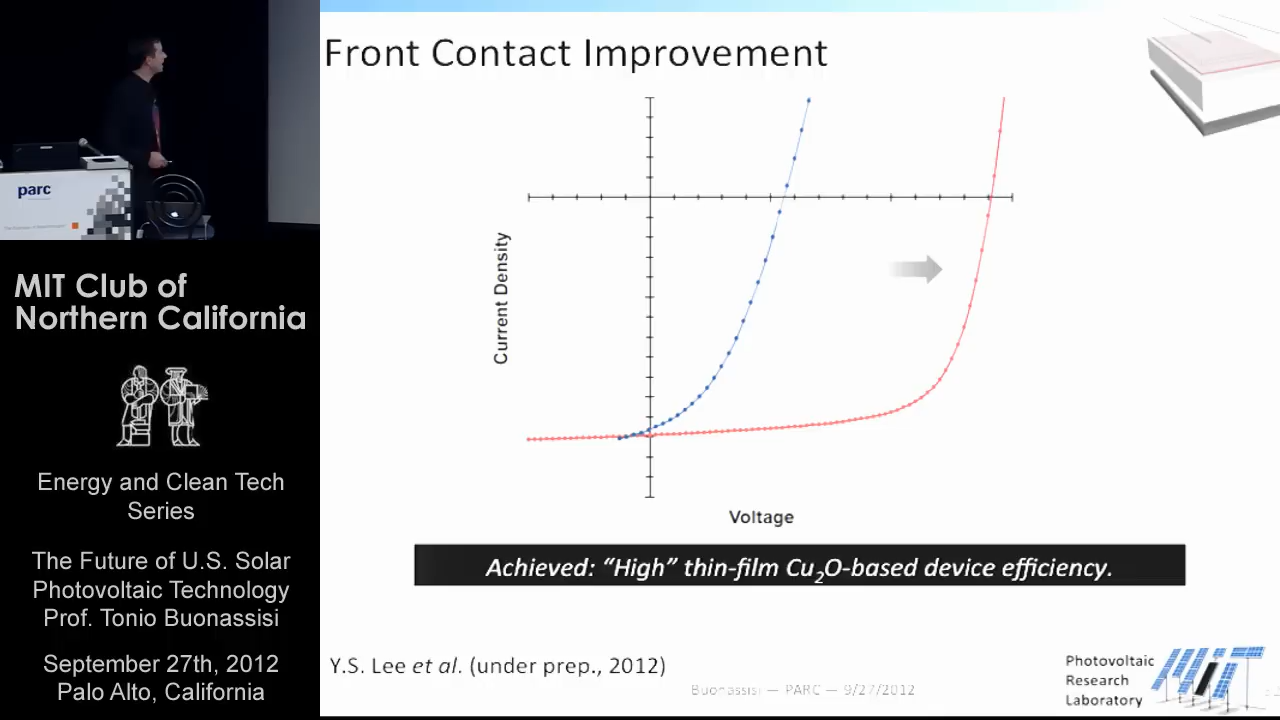 Front Contact Improvement
Current Density
Voltage
Achieved: “High” thin-film Cu₂O-based device efficiency.
Y.S. Lee et al. (under prep., 2012)
Buonassisi — PARC — 9/27/2012
Photovoltaic
Research
Laboratory
MIT
parc
MIT Club of
Northern California
Energy and Clean Tech
Series
The Future of U.S. Solar
Photovoltaic Technology
Prof. Tonio Buonassisi
September 27th, 2012
Palo Alto, California